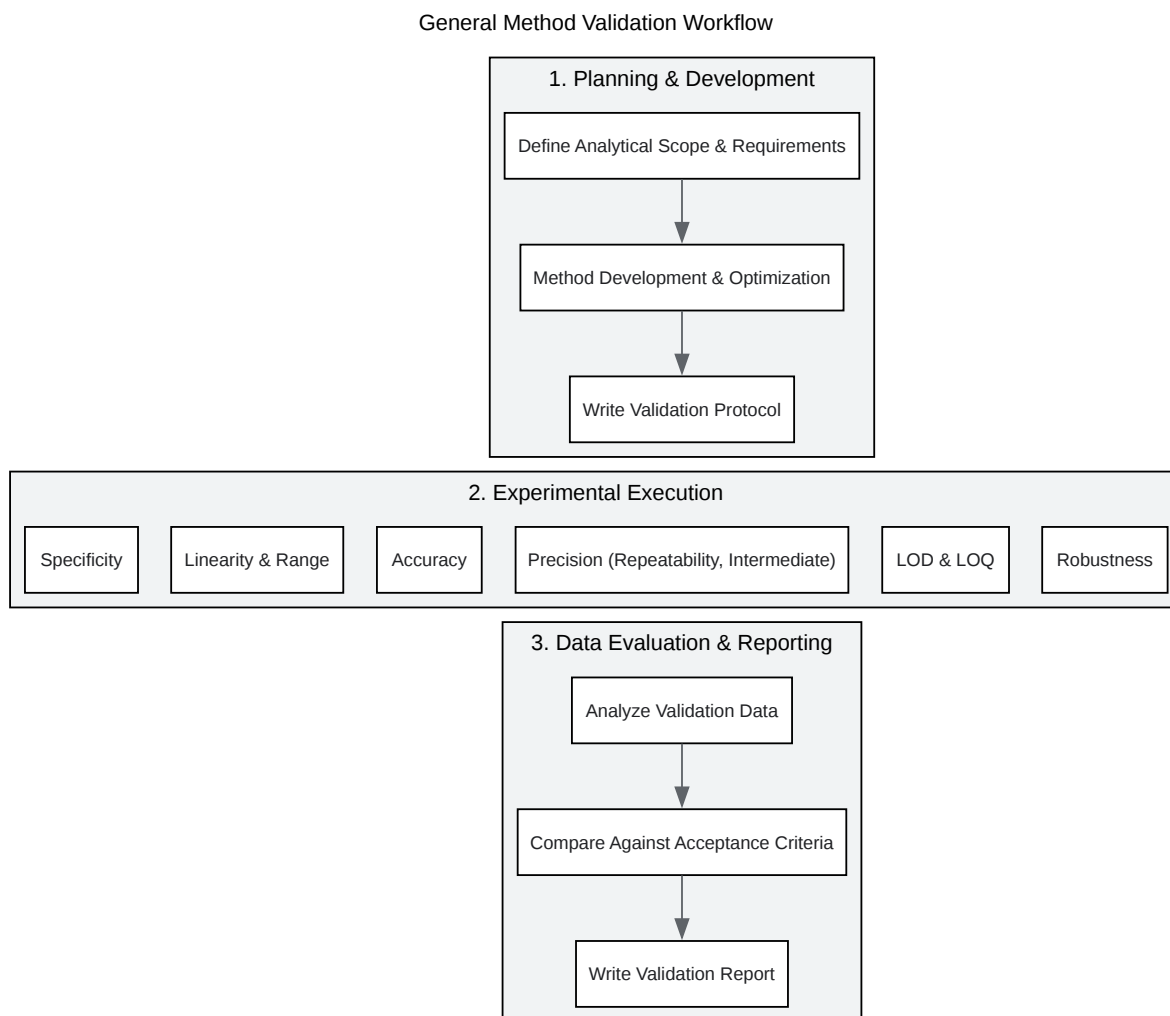 General Method Validation Workflow
1. Planning & Development
Define Analytical Scope & Requirements
Method Development & Optimization
Write Validation Protocol
2. Experimental Execution
Specificity
Linearity & Range
Accuracy
Precision (Repeatability, Intermediate)
LOD & LOQ
Robustness
3. Data Evaluation & Reporting
Analyze Validation Data
Compare Against Acceptance Criteria
Write Validation Report